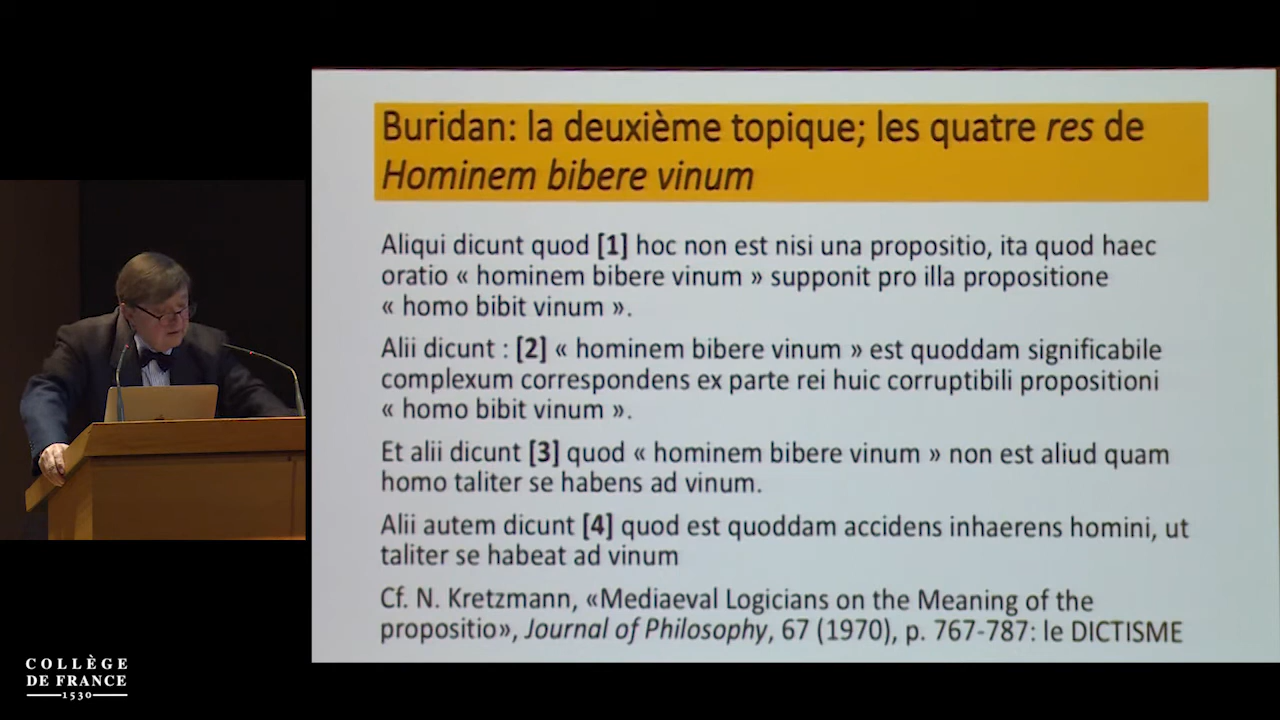 Buridan: la deuxième topique; les quatre res de
Hominem bibere vinum
Aliqui dicunt quod [1] hoc non est nisi una propositio, ita quod haec
oratio « hominem bibere vinum » supponit pro illa propositione
« homo bibit vinum ».
Alii dicunt : [2] « hominem bibere vinum » est quoddam significabile
complexum correspondens ex parte rei huic corruptibili propositioni
« homo bibit vinum ».
Et alii dicunt [3] quod « hominem bibere vinum » non est aliud quam
homo taliter se habens ad vinum.
Alii autem dicunt [4] quod est quoddam accidens inhaerens homini, ut
taliter se habeat ad vinum
Cf. N. Kretzmann, «Mediaeval Logicians on the Meaning of the
propositio», Journal of Philosophy, 67 (1970), p. 767-787: le DICTISME
COLLÈGE
DE FRANCE
1530